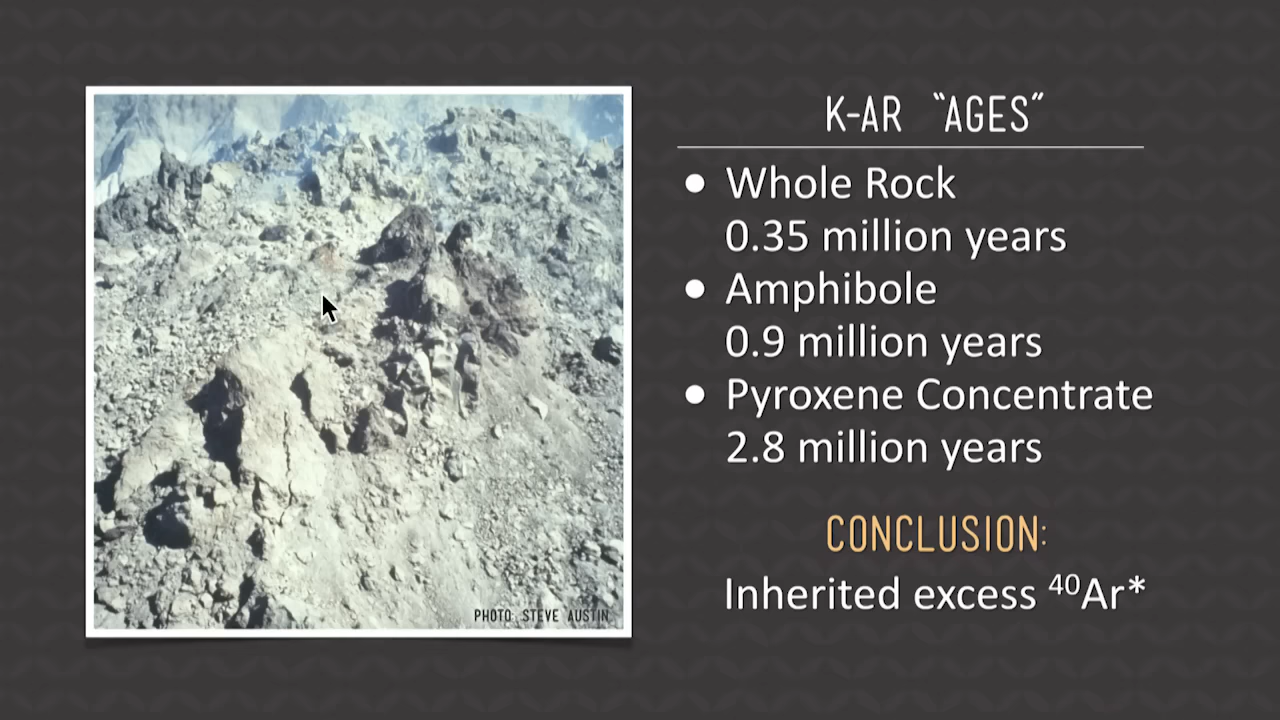 K-AR "AGES"
• Whole Rock
0.35 million years
• Amphibole
0.9 million years
• Pyroxene Concentrate
2.8 million years
CONCLUSION:
Inherited excess ⁴⁰Ar*
PHOTO: STEVE AUSTIN